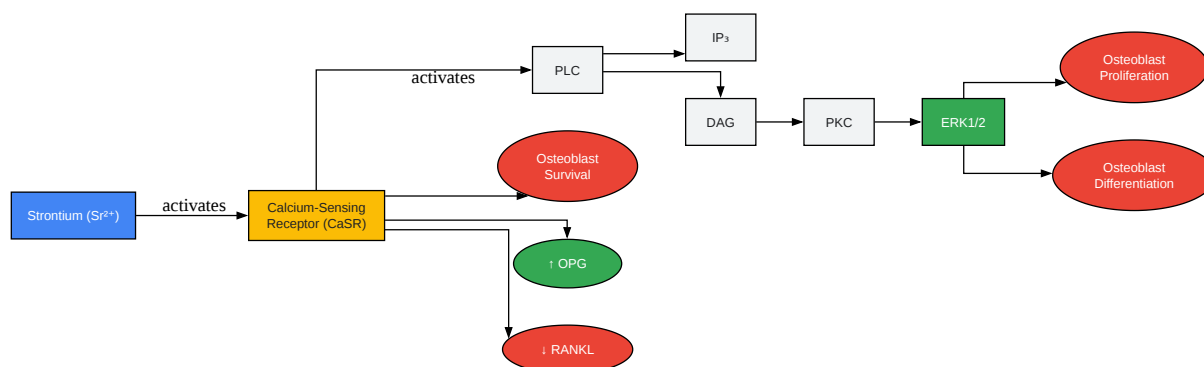 IP₃
Osteoblast
Proliferation
PLC
activates
DAG
PKC
ERK1/2
Osteoblast
Survival
Osteoblast
Differentiation
Strontium (Sr²⁺)
activates
Calcium-Sensing
Receptor (CaSR)
↑ OPG
↓ RANKL